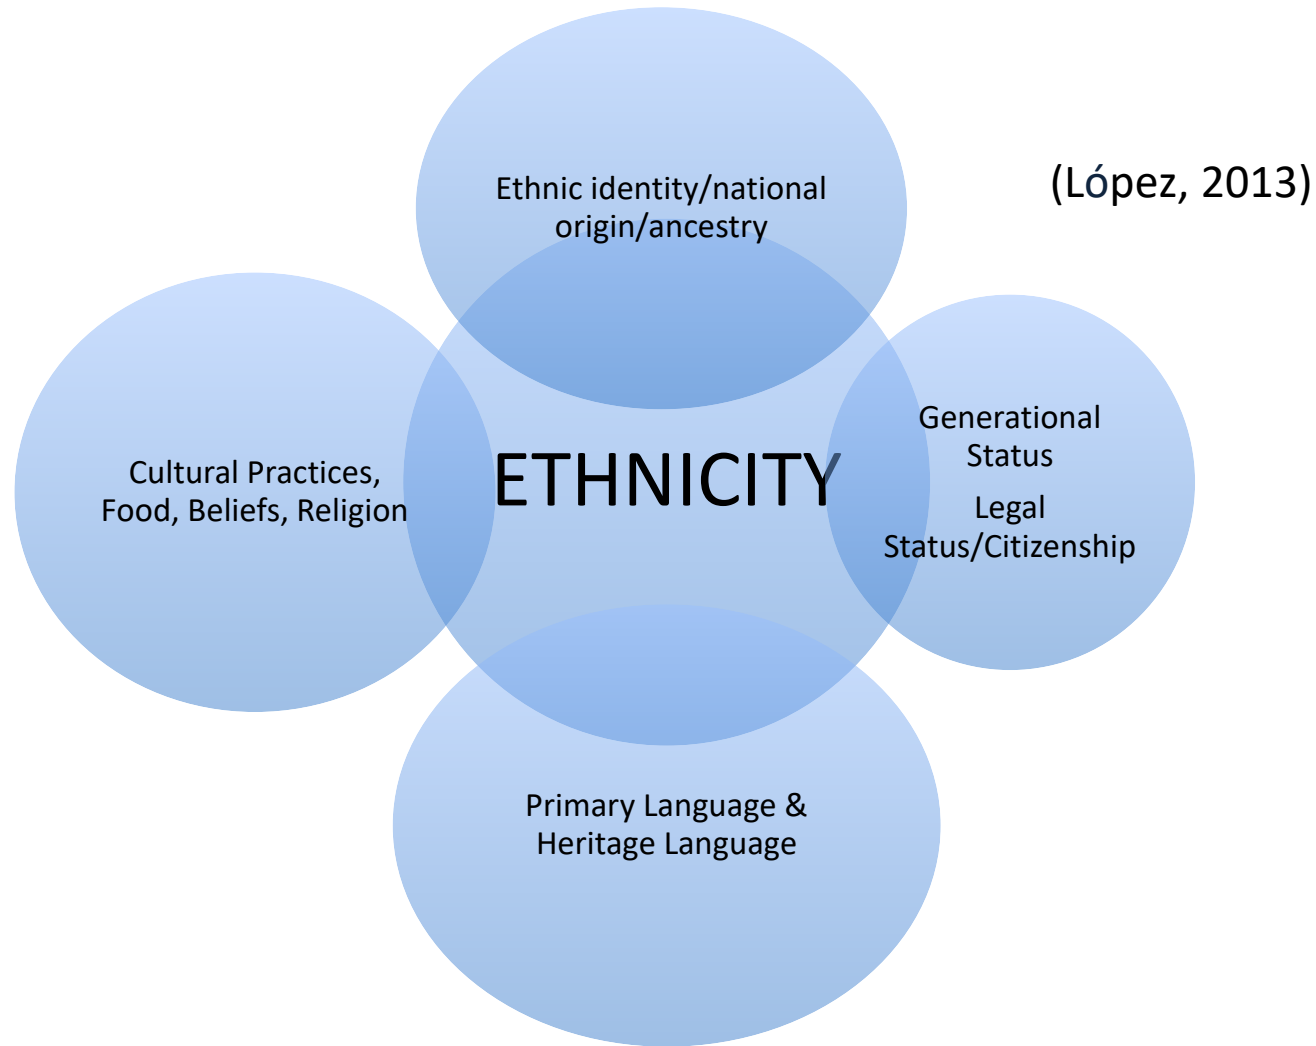 Ethnic identity/national
origin/ancestry
(López, 2013)
Cultural Practices,
Food, Beliefs, Religion
ETHNICITY
Generational
Status
Legal
Status/Citizenship
Primary Language &
Heritage Language